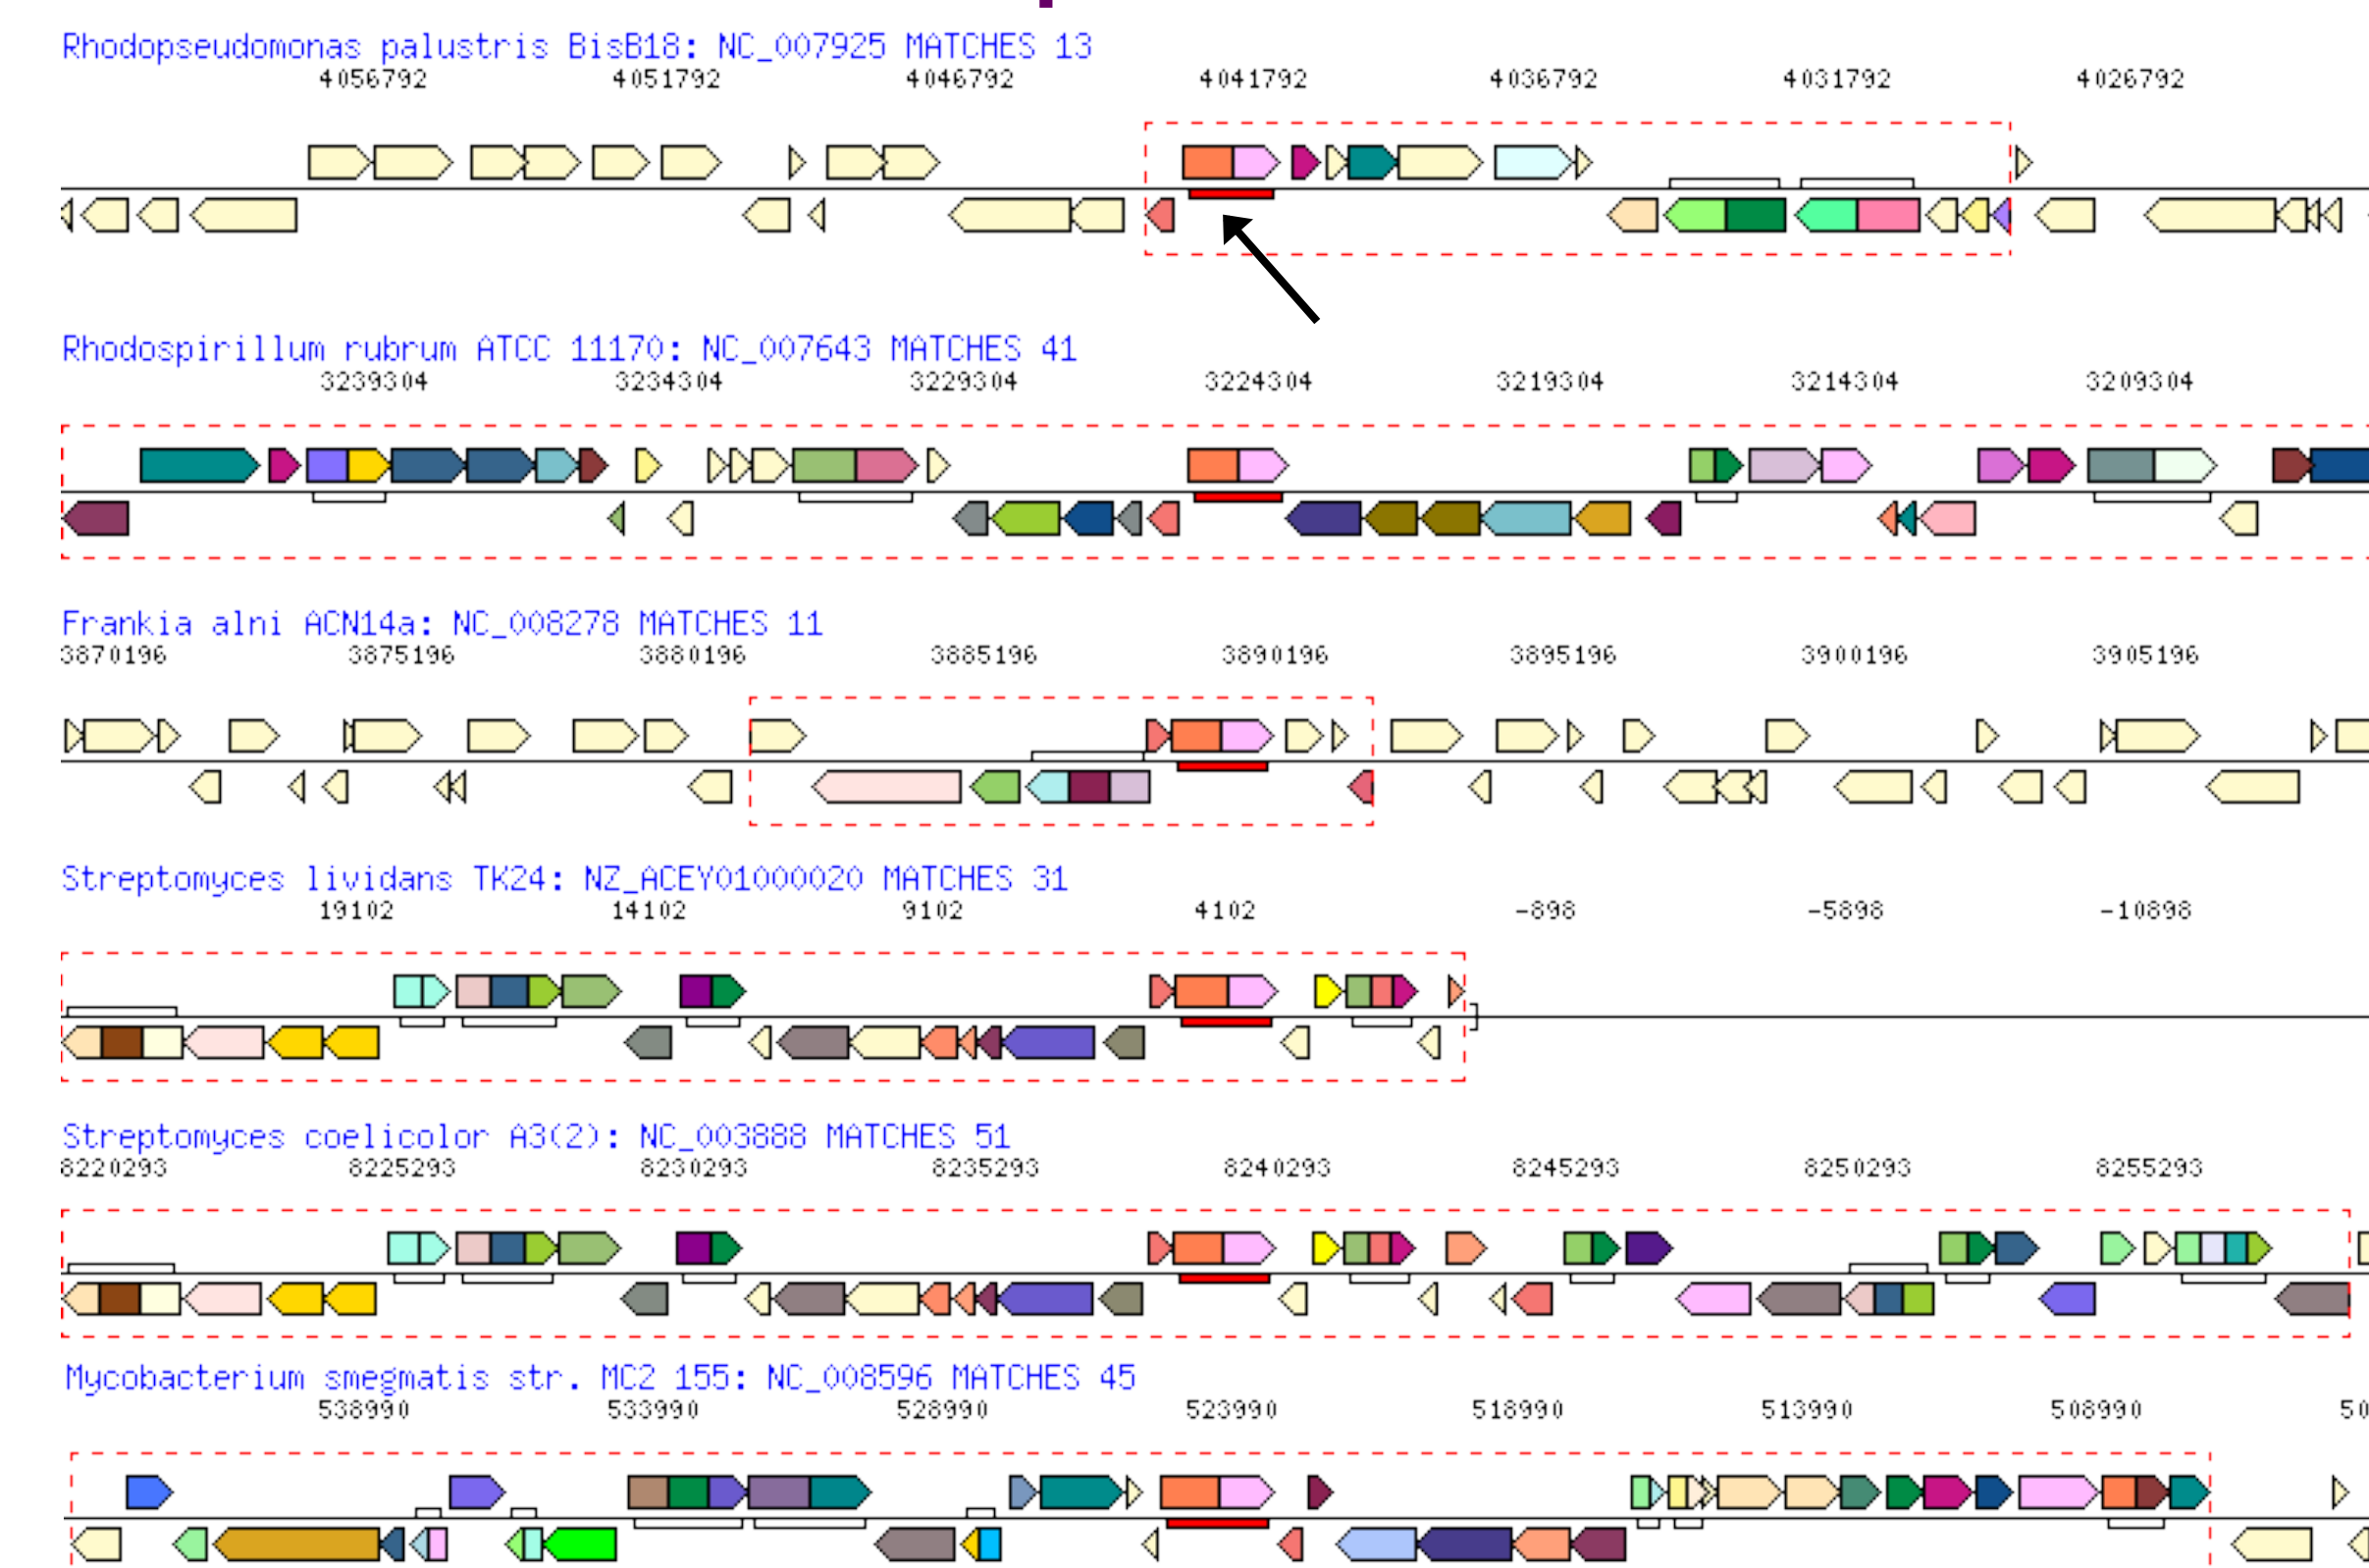 Rhodopseudomonas palustris BisB18: NC_007925 MATCHES 13
4056792 4051792 4046792 4041792 4036792 4031792 4026792
Rhodospirillum rubrum ATCC 11170: NC_007643 MATCHES 41
3239304 3234304 3229304 3224304 3219304 3214304 3209304
Frankia alni ACN14a: NC_008278 MATCHES 11
3870196 3875196 3880196 3885196 3890196 3895196 3900196 3905196
Streptomyces lividans TK24: NZ_ACEY01000020 MATCHES 31
19102 14102 9102 4102 -898 -5898 -10898
Streptomyces coelicolor A3(2): NC_003888 MATCHES 51
8220293 8225293 8230293 8235293 8240293 8245293 8250293 8255293
Mycobacterium smegmatis str. MC2 155: NC_008596 MATCHES 45
538990 533990 528990 523990 518990 513990 508990 50